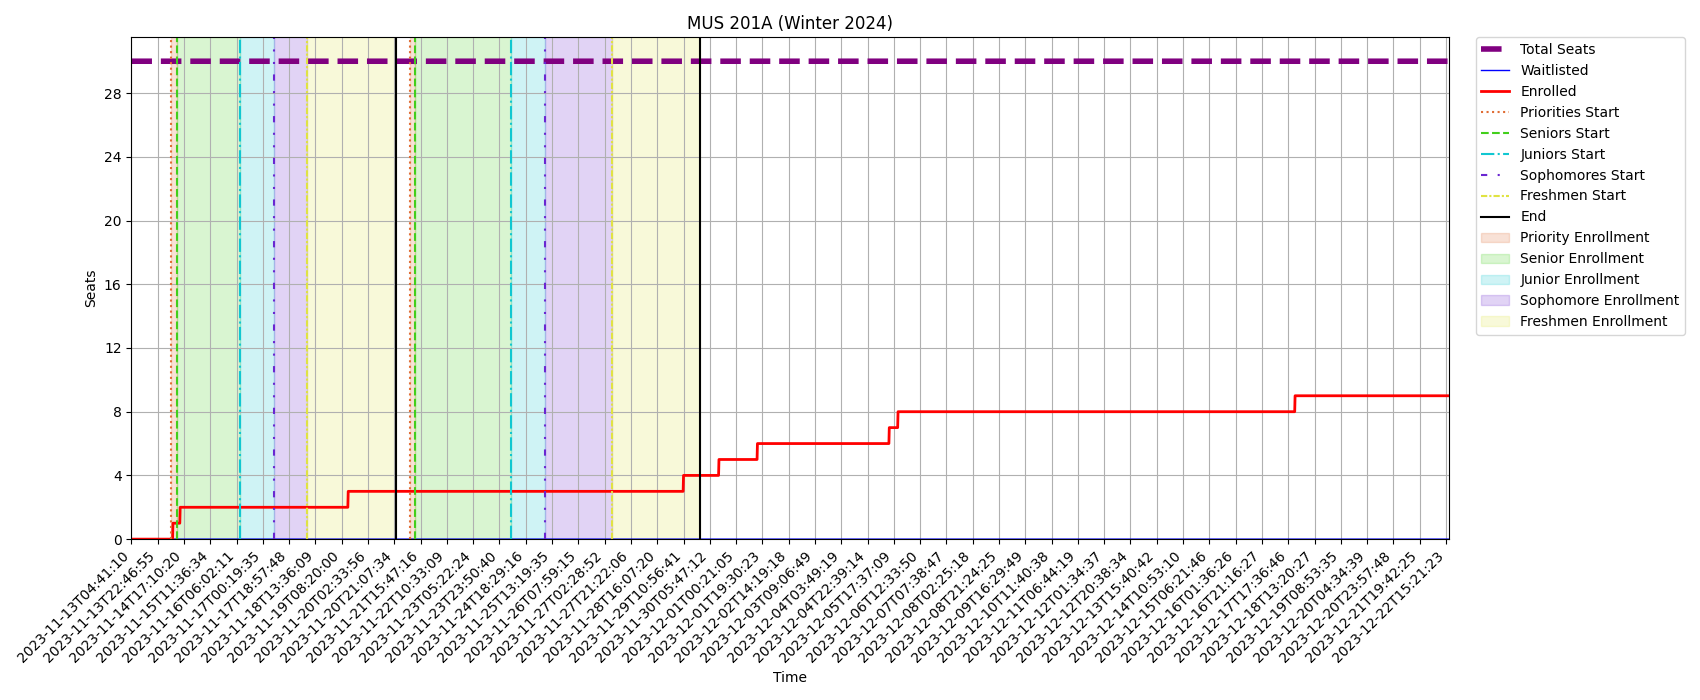 MUS 201A (Winter 2024)
Seats
28
24
20
16
12
8
4
0
2023-11-13T04:41:10
2023-11-13T22:46:55
2023-11-14T17:10:20
2023-11-15T11:36:34
2023-11-16T06:02:11
2023-11-17T00:19:35
2023-11-17T18:57:48
2023-11-18T13:36:09
2023-11-19T08:20:00
2023-11-20T02:33:56
2023-11-20T21:07:34
2023-11-21T15:47:16
2023-11-22T10:33:09
2023-11-23T05:22:24
2023-11-23T23:50:40
2023-11-24T18:29:16
2023-11-25T13:19:35
2023-11-26T07:59:15
2023-11-27T02:28:52
2023-11-27T21:22:06
2023-11-28T16:07:20
2023-11-29T10:56:41
2023-11-30T05:47:12
2023-12-01T00:21:05
2023-12-01T19:30:23
2023-12-02T14:19:18
2023-12-03T09:06:49
2023-12-04T03:49:19
2023-12-04T22:39:14
2023-12-05T17:37:09
2023-12-06T12:33:50
2023-12-07T07:38:47
2023-12-08T02:25:18
2023-12-08T21:24:25
2023-12-09T16:29:49
2023-12-10T11:40:38
2023-12-11T06:44:19
2023-12-12T01:34:37
2023-12-12T20:38:34
2023-12-13T15:40:42
2023-12-14T10:53:10
2023-12-15T06:21:46
2023-12-16T01:36:26
2023-12-16T21:16:27
2023-12-17T17:36:46
2023-12-18T13:20:27
2023-12-19T08:53:35
2023-12-20T04:34:39
2023-12-20T23:57:48
2023-12-21T19:42:25
2023-12-22T15:21:23
Time
Total Seats
Waitlisted
Enrolled
Priorities Start
Seniors Start
Juniors Start
Sophomores Start
Freshmen Start
End
Priority Enrollment
Senior Enrollment
Junior Enrollment
Sophomore Enrollment
Freshmen Enrollment